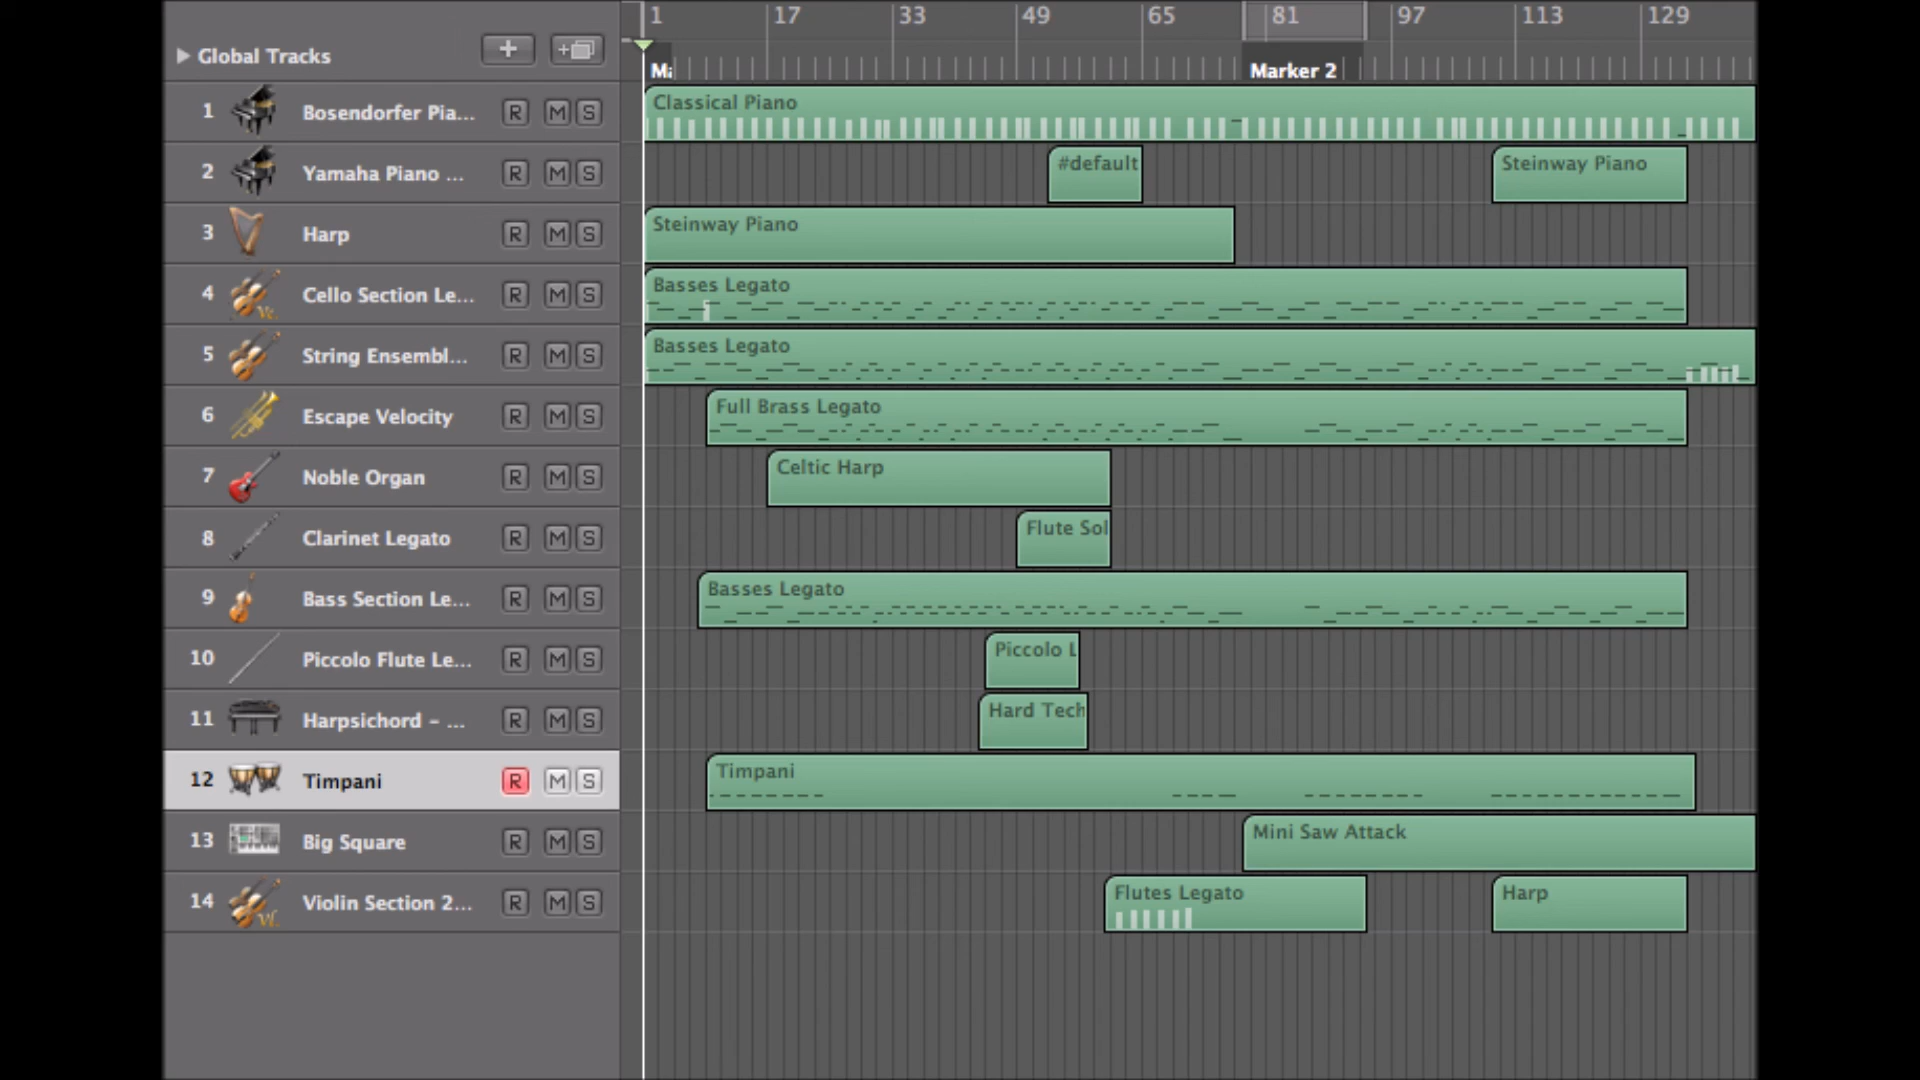 1 17 33 49 65 81 97 113 129
Global Tracks
Marker 2
1 Bosendorfer Pia... R M S Classical Piano
2 Yamaha Piano ... R M S #default Steinway Piano
3 Harp R M S Steinway Piano
4 Cello Section Le... R M S Basses Legato
5 String Ensembl... R M S Basses Legato
6 Escape Velocity R M S Full Brass Legato
7 Noble Organ R M S Celtic Harp
8 Clarinet Legato R M S Flute Sol
9 Bass Section Le... R M S Basses Legato
10 Piccolo Flute Le... R M S Piccolo L
11 Harpsichord - ... R M S Hard Tech
12 Timpani R M S Timpani
13 Big Square R M S Mini Saw Attack
14 Violin Section 2... R M S Flutes Legato Harp